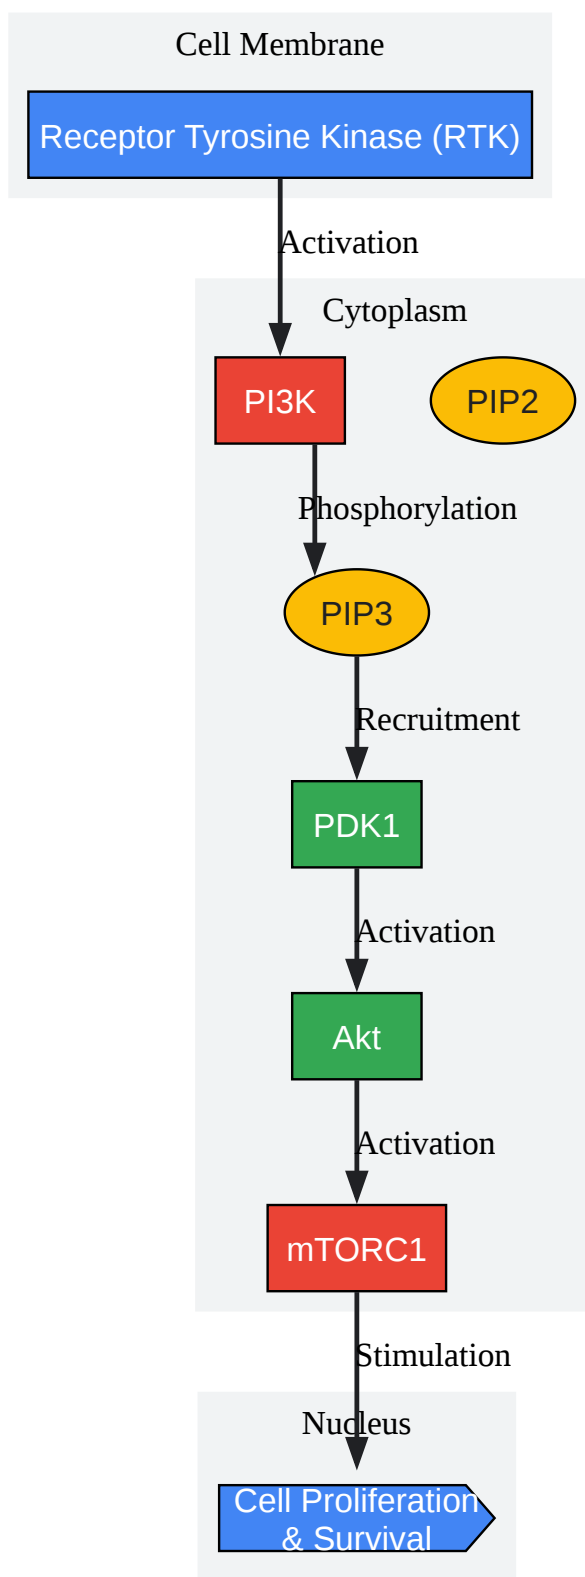 Cell Membrane
Receptor Tyrosine Kinase (RTK)
Activation
Cytoplasm
PI3K
PIP2
Phosphorylation
PIP3
Recruitment
PDK1
Activation
Akt
Activation
mTORC1
Stimulation
Nucleus
Cell Proliferation
& Survival